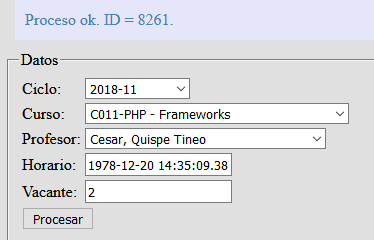 Proceso ok. ID = 8261.
Datos
Ciclo: 2018-11
Curso: C011-PHP - Frameworks
Profesor: Cesar, Quispe Tineo
Horario: 1978-12-20 14:35:09.38
Vacante: 2
Procesar